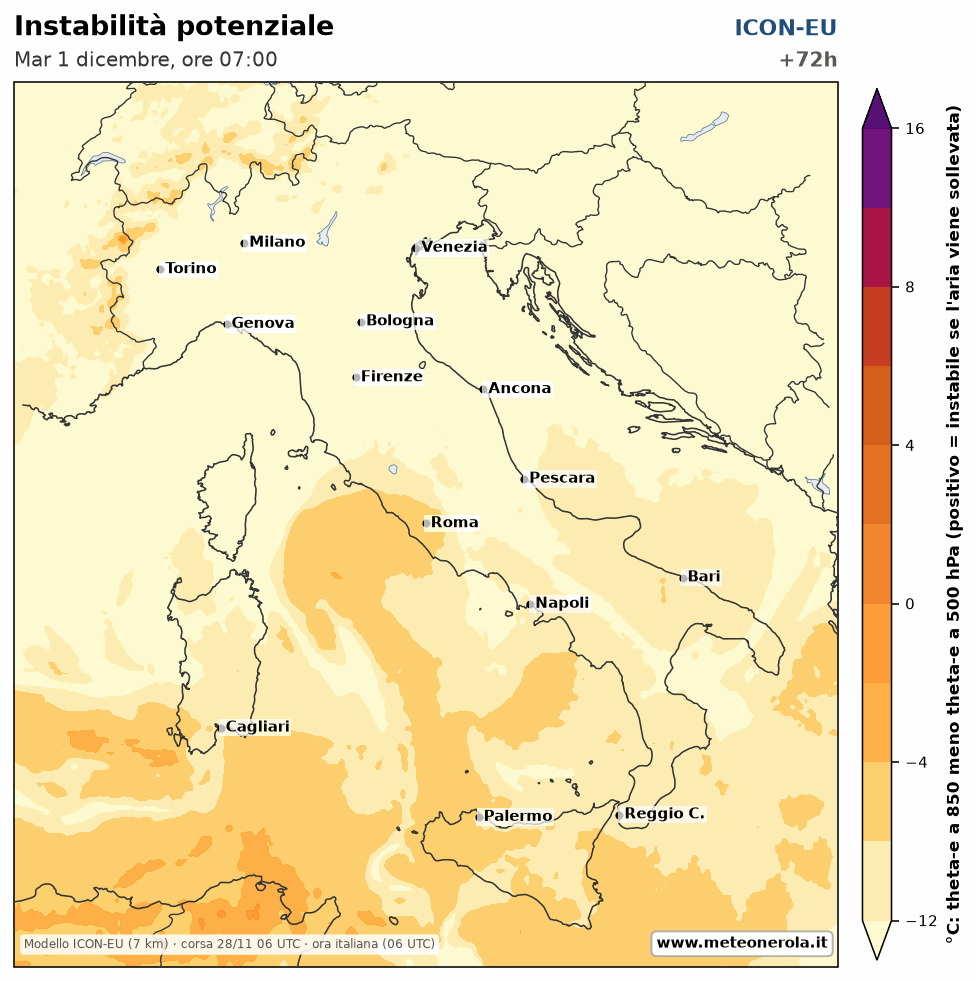 Instabilità potenziale
ICON-EU
Mar 1 dicembre, ore 07:00
+72h
Milano
Venezia
Torino
Genova
Bologna
Firenze
Ancona
Pescara
Roma
Bari
Napoli
Cagliari
Palermo
Reggio C.
16
8
4
0
−4
−12
°C: theta-e a 850 meno theta-e a 500 hPa (positivo = instabile se l'aria viene sollevata)
Modello ICON-EU (7 km) · corsa 28/11 06 UTC · ora italiana (06 UTC)
www.meteonerola.it